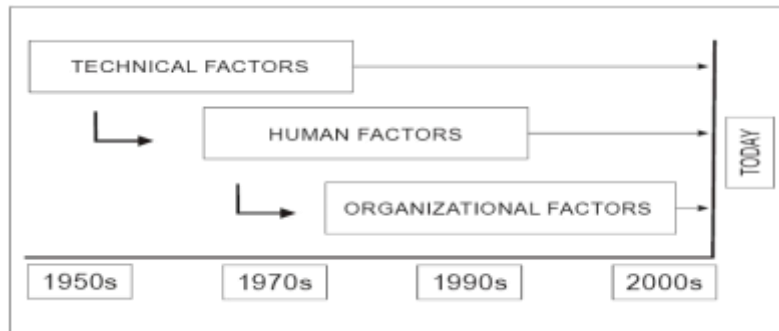 TECHNICAL FACTORS
HUMAN FACTORS
ORGANIZATIONAL FACTORS
TODAY
1950s
1970s
1990s
2000s